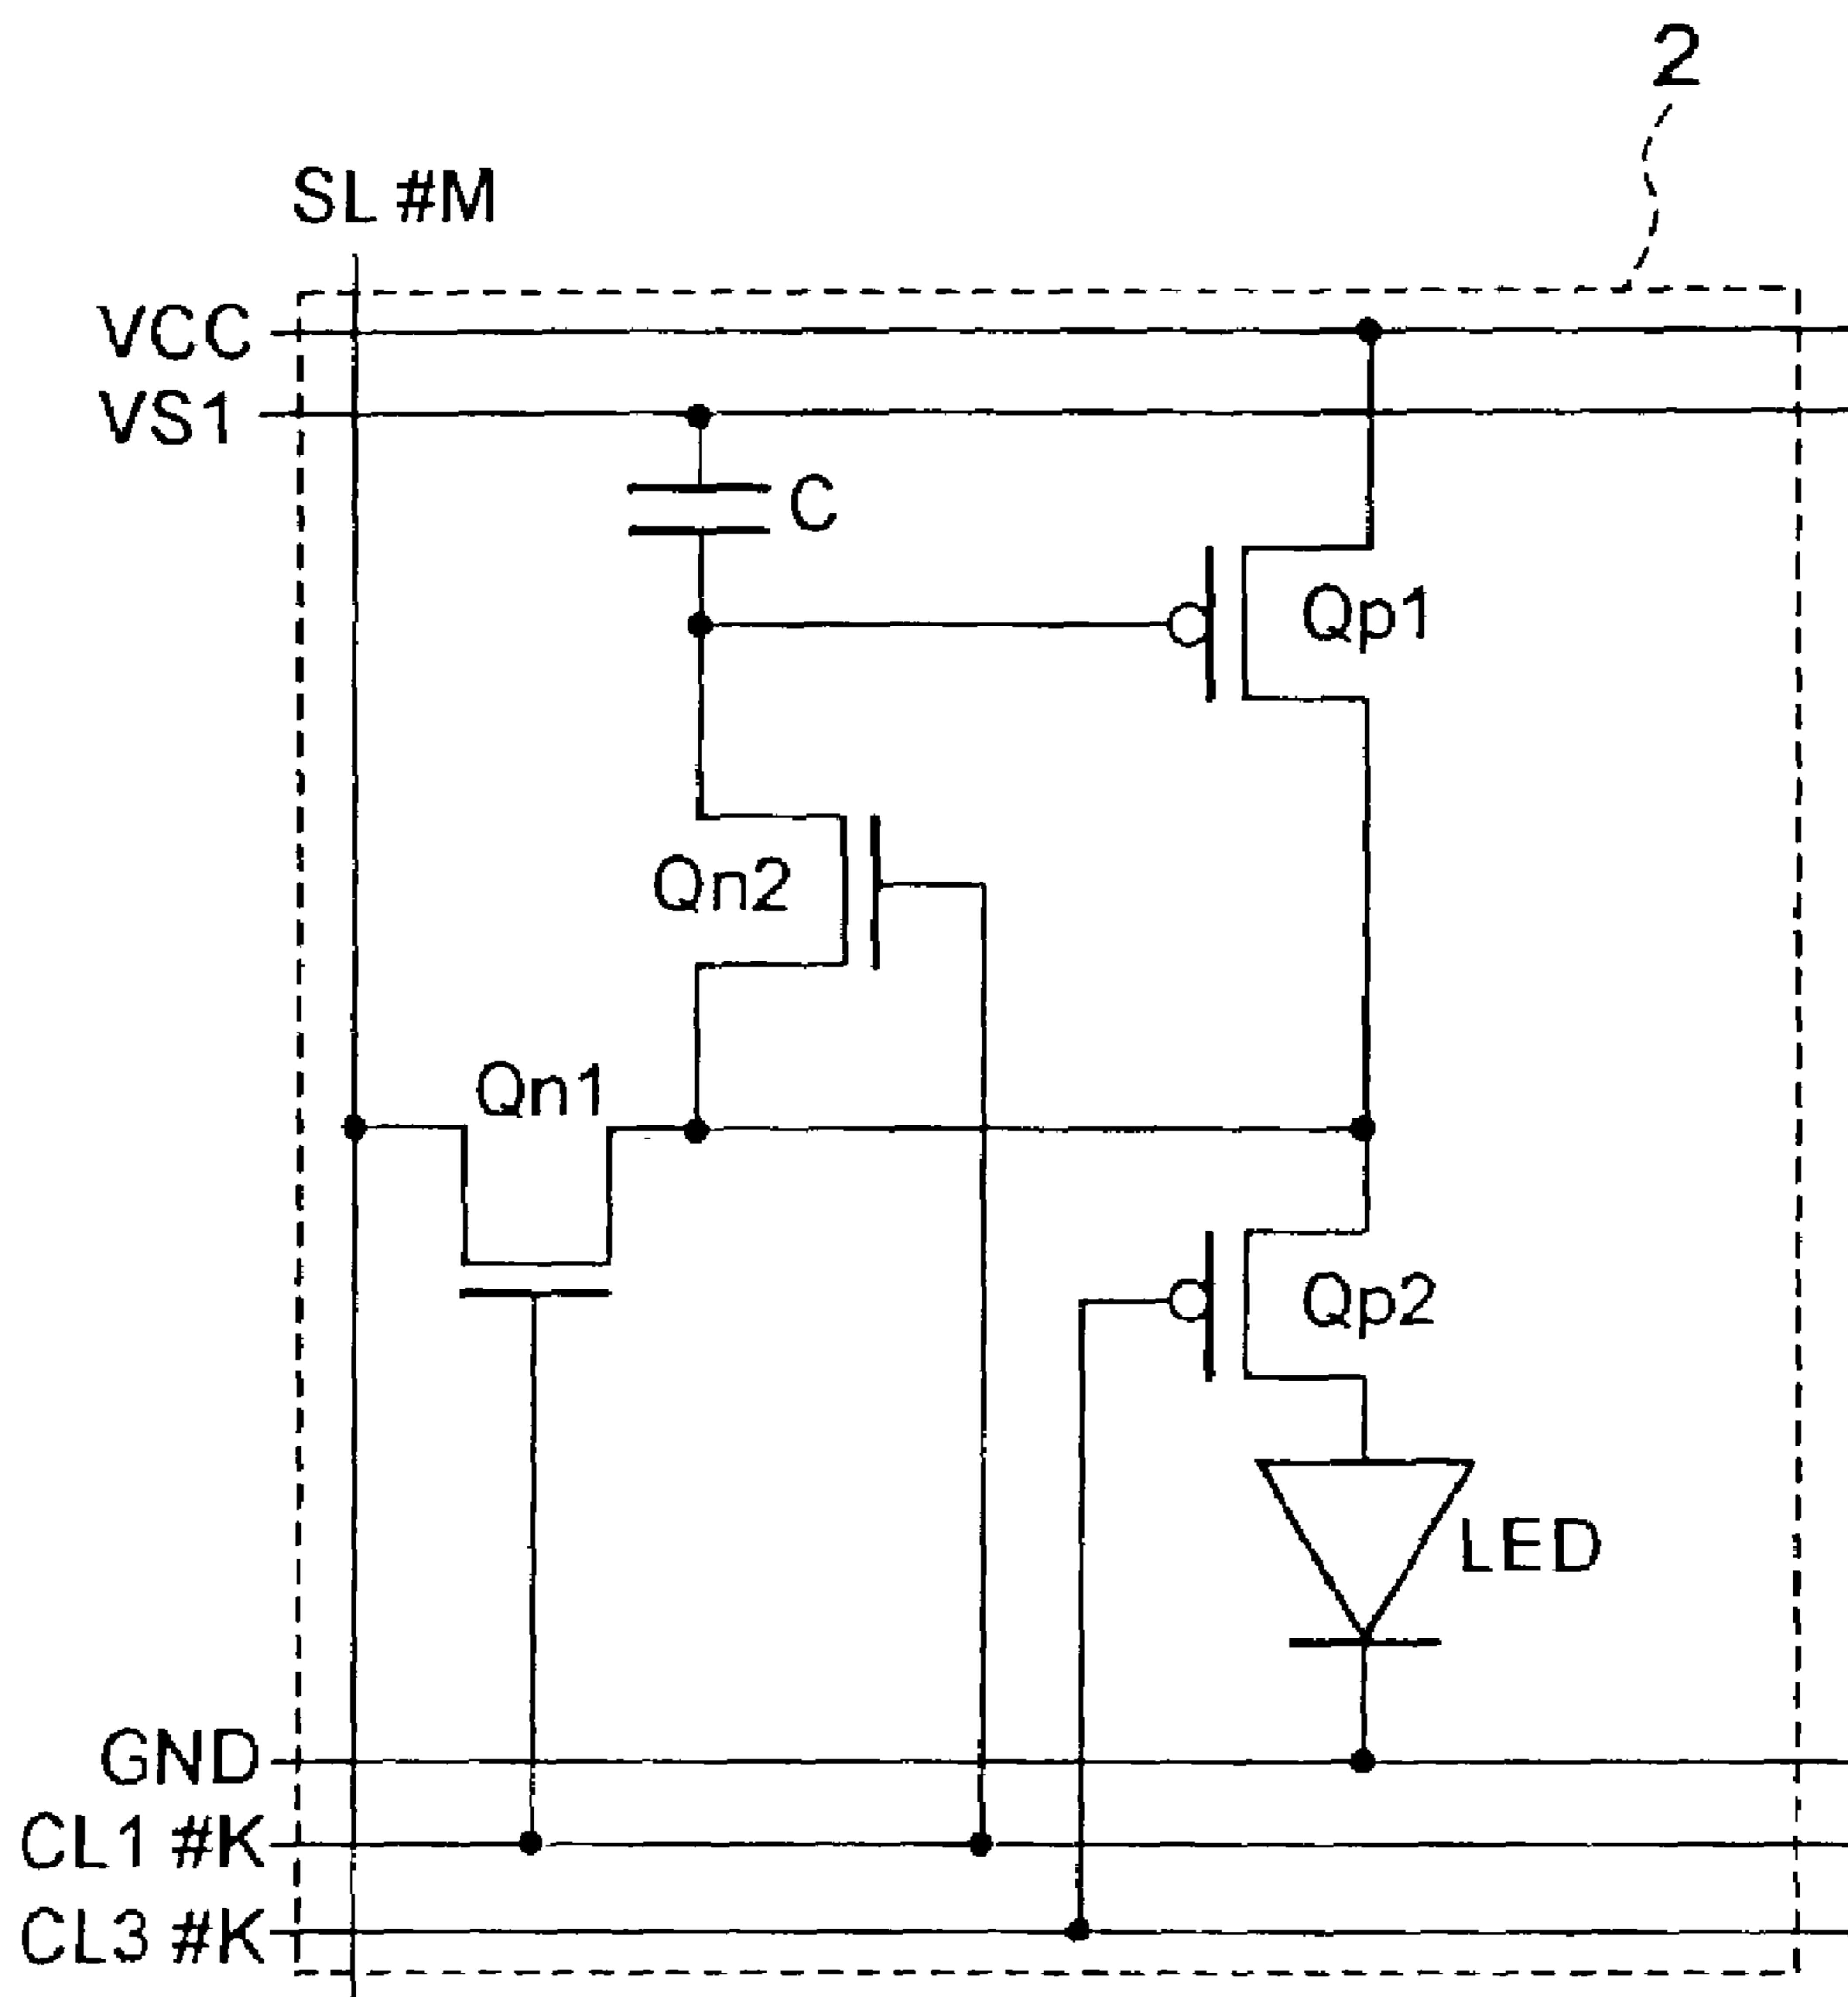 2
SL #M
VCC
VS1
C
Qp1
Qn2
Qn1
Qp2
LED
GND
CL1 #K
CL3 #K